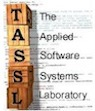 TASSL
The
Applied
Software
Systems
Laboratory